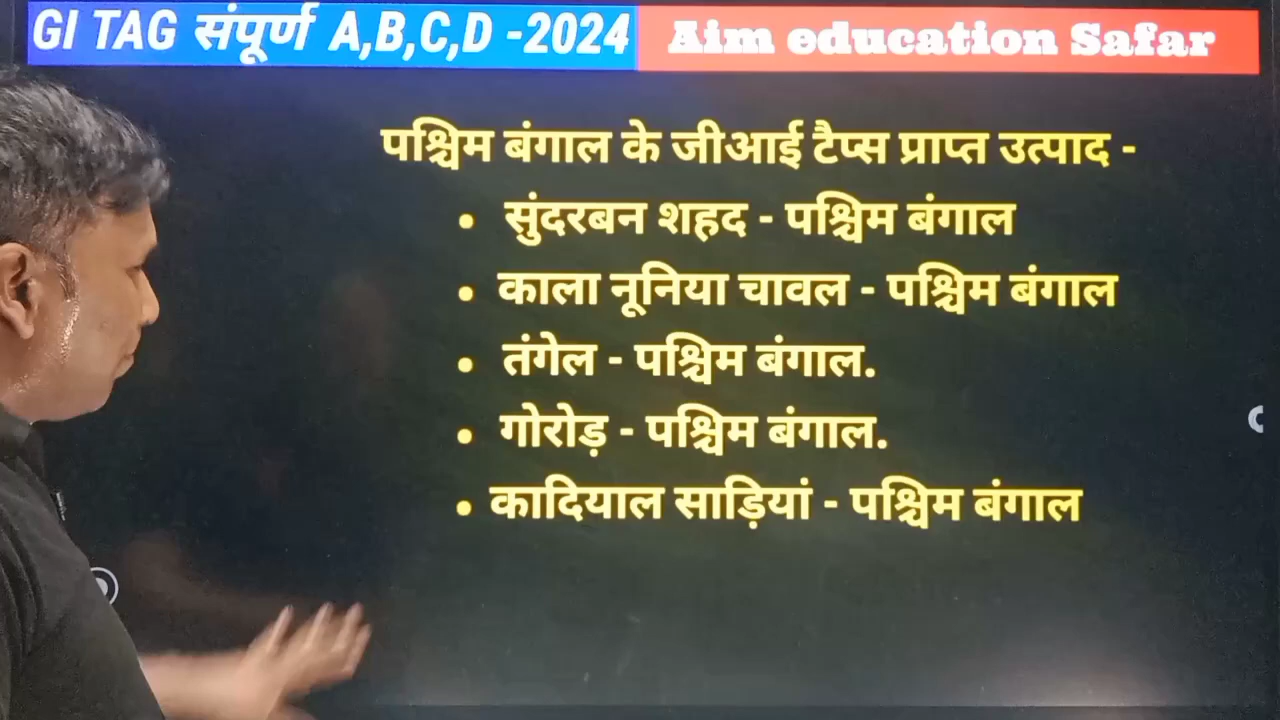 GI TAG संपूर्ण A,B,C,D -2024
Aim education Safar
पश्चिम बंगाल के जीआई टैप्स प्राप्त उत्पाद -
• सुंदरबन शहद - पश्चिम बंगाल
• काला नूनिया चावल - पश्चिम बंगाल
• तंगेल - पश्चिम बंगाल.
• गोरोड़ - पश्चिम बंगाल.
• कादियाल साड़ियां - पश्चिम बंगाल